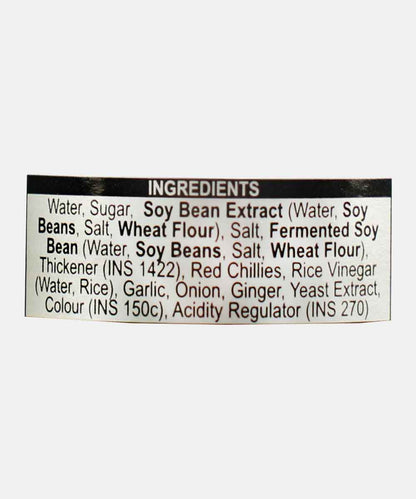 INGREDIENTS
Water, Sugar, Soy Bean Extract (Water, Soy
Beans, Salt, Wheat Flour), Salt, Fermented Soy
Bean (Water, Soy Beans, Salt, Wheat Flour),
Thickener (INS 1422), Red Chillies, Rice Vinegar
(Water, Rice), Garlic, Onion, Ginger, Yeast Extract,
Colour (INS 150c), Acidity Regulator (INS 270)